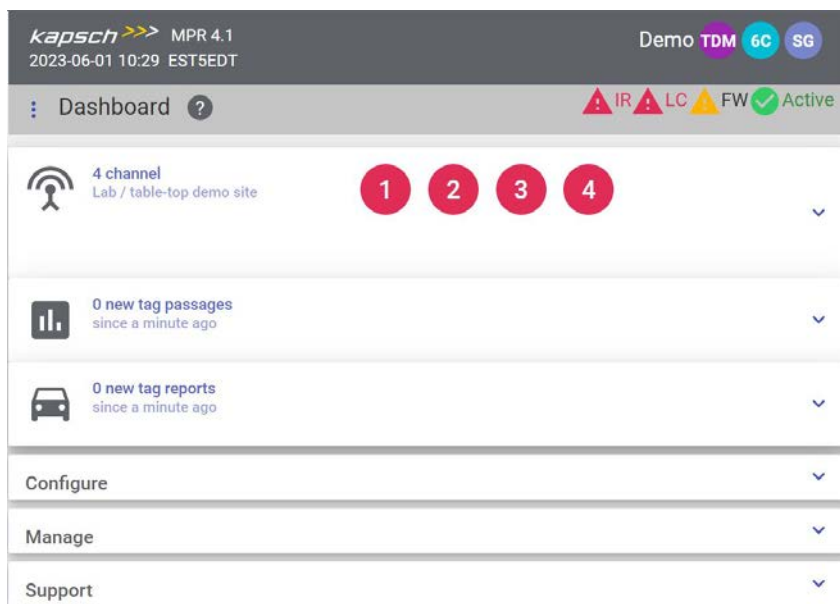 kapsch >>> MPR 4.1
2023-06-01 10:29 EST5EDT
Demo TDM 6C SG
Dashboard ?
IR LC FW Active
4 channel
Lab / table-top demo site
1 2 3 4
0 new tag passages
since a minute ago
0 new tag reports
since a minute ago
Configure
Manage
Support